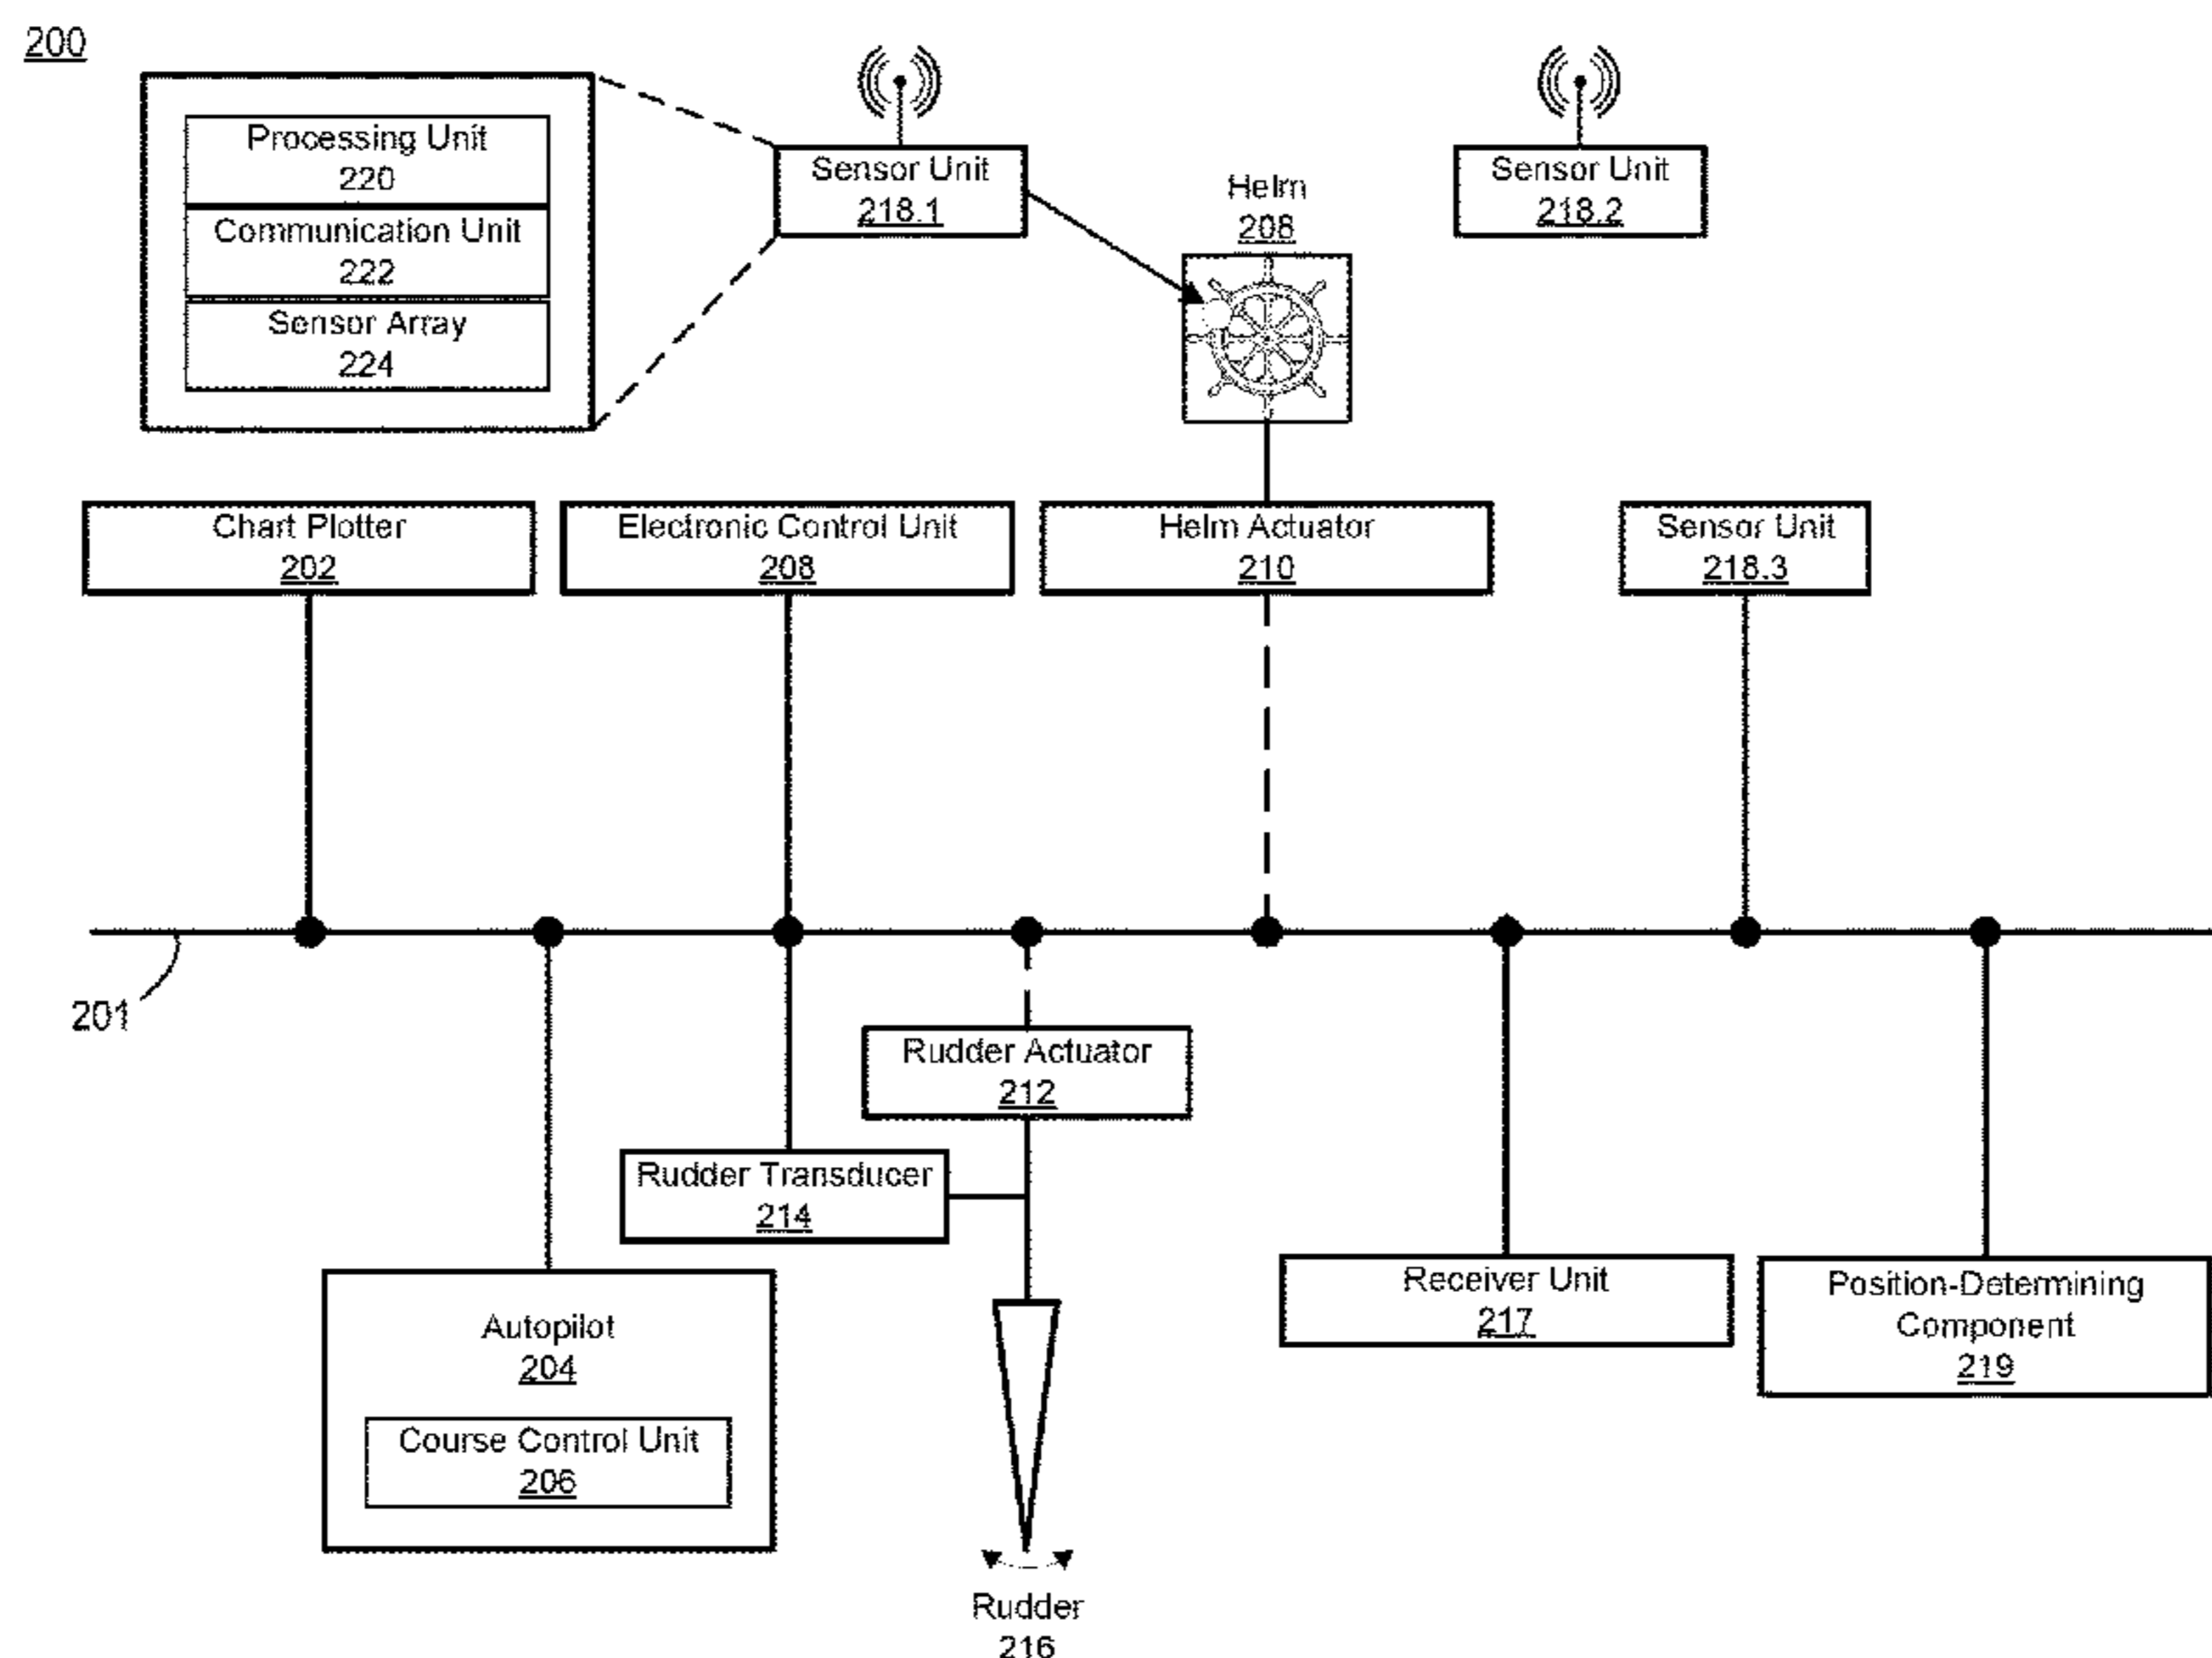 200
Processing Unit
220
Communication Unit
222
Sensor Array
224
Sensor Unit
218.1
Helm
208
Sensor Unit
218.2
Chart Plotter
202
Electronic Control Unit
208
Helm Actuator
210
Sensor Unit
218.3
201
Rudder Actuator
212
Rudder Transducer
214
Autopilot
204
Course Control Unit
206
Receiver Unit
217
Position-Determining
Component
219
Rudder
216